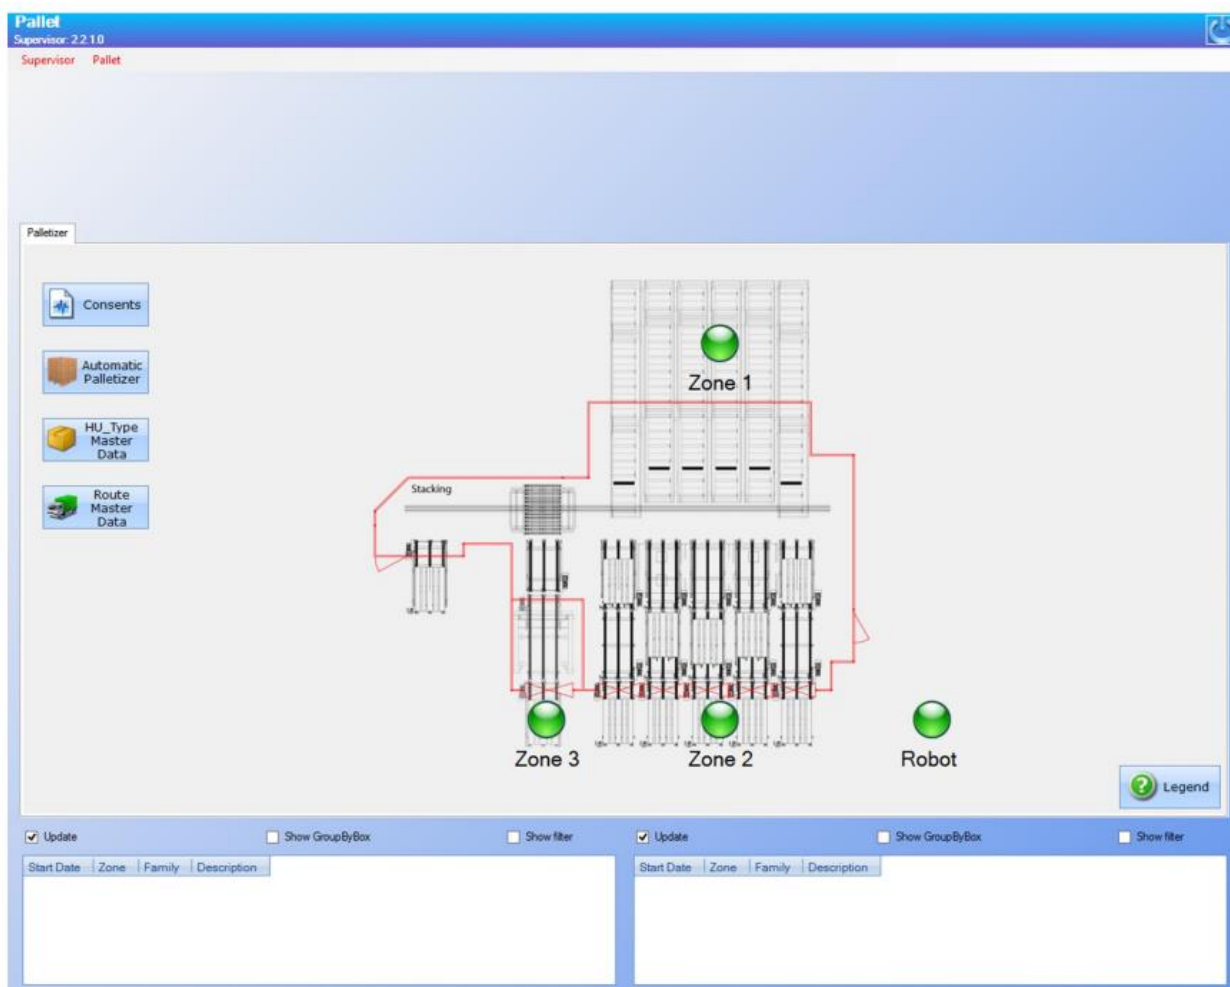 Pallet
Supervisor: 2.2.1.0
Supervisor Pallet
Palletizer
Consents
Automatic
Palletizer
HU_Type
Master
Data
Route
Master
Data
Zone 1
Stacking
Zone 3
Zone 2
Robot
Legend
Update Show GroupByBox Show filter Update Show GroupByBox Show filter
Start Date Zone Family Description Start Date Zone Family Description